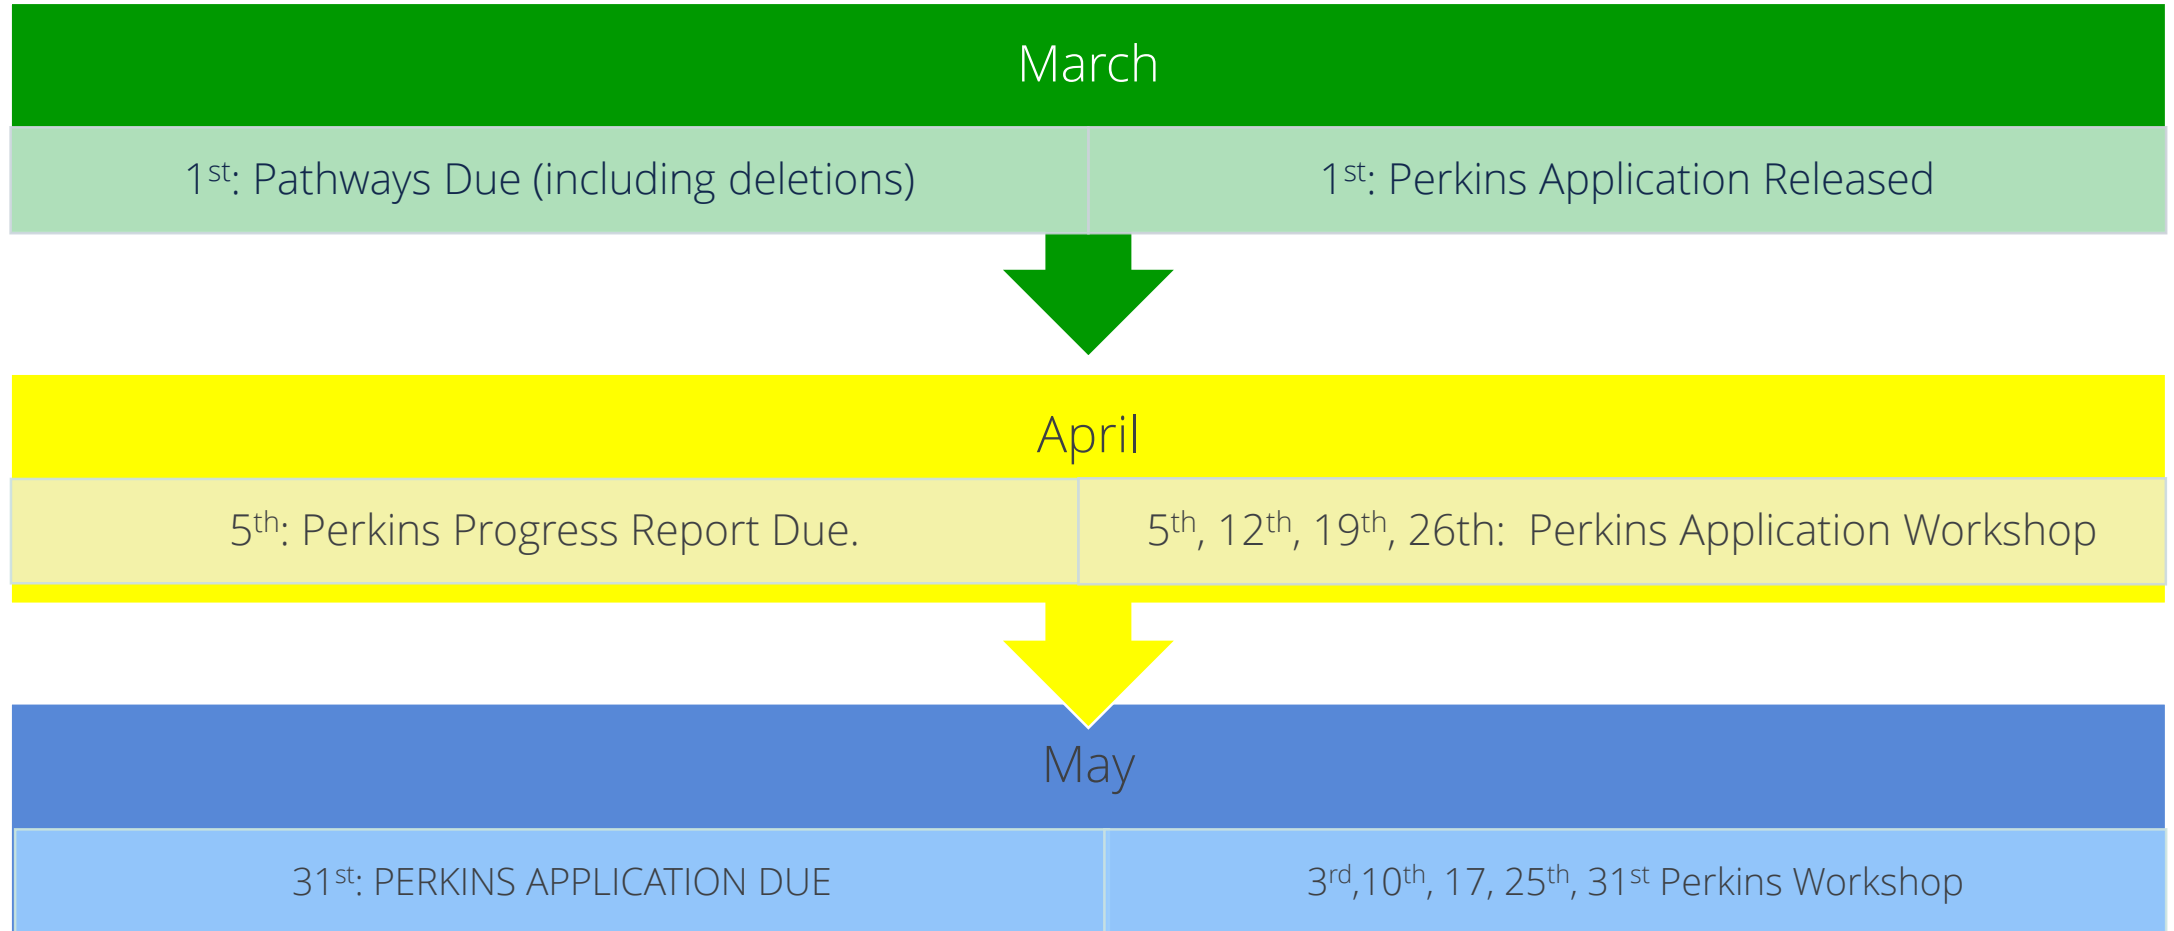 March
1st: Pathways Due (including deletions)
1st: Perkins Application Released
April
5th: Perkins Progress Report Due.
5th, 12th, 19th, 26th:  Perkins Application Workshop
May
31st: PERKINS APPLICATION DUE
3rd,10th, 17, 25th, 31st Perkins Workshop